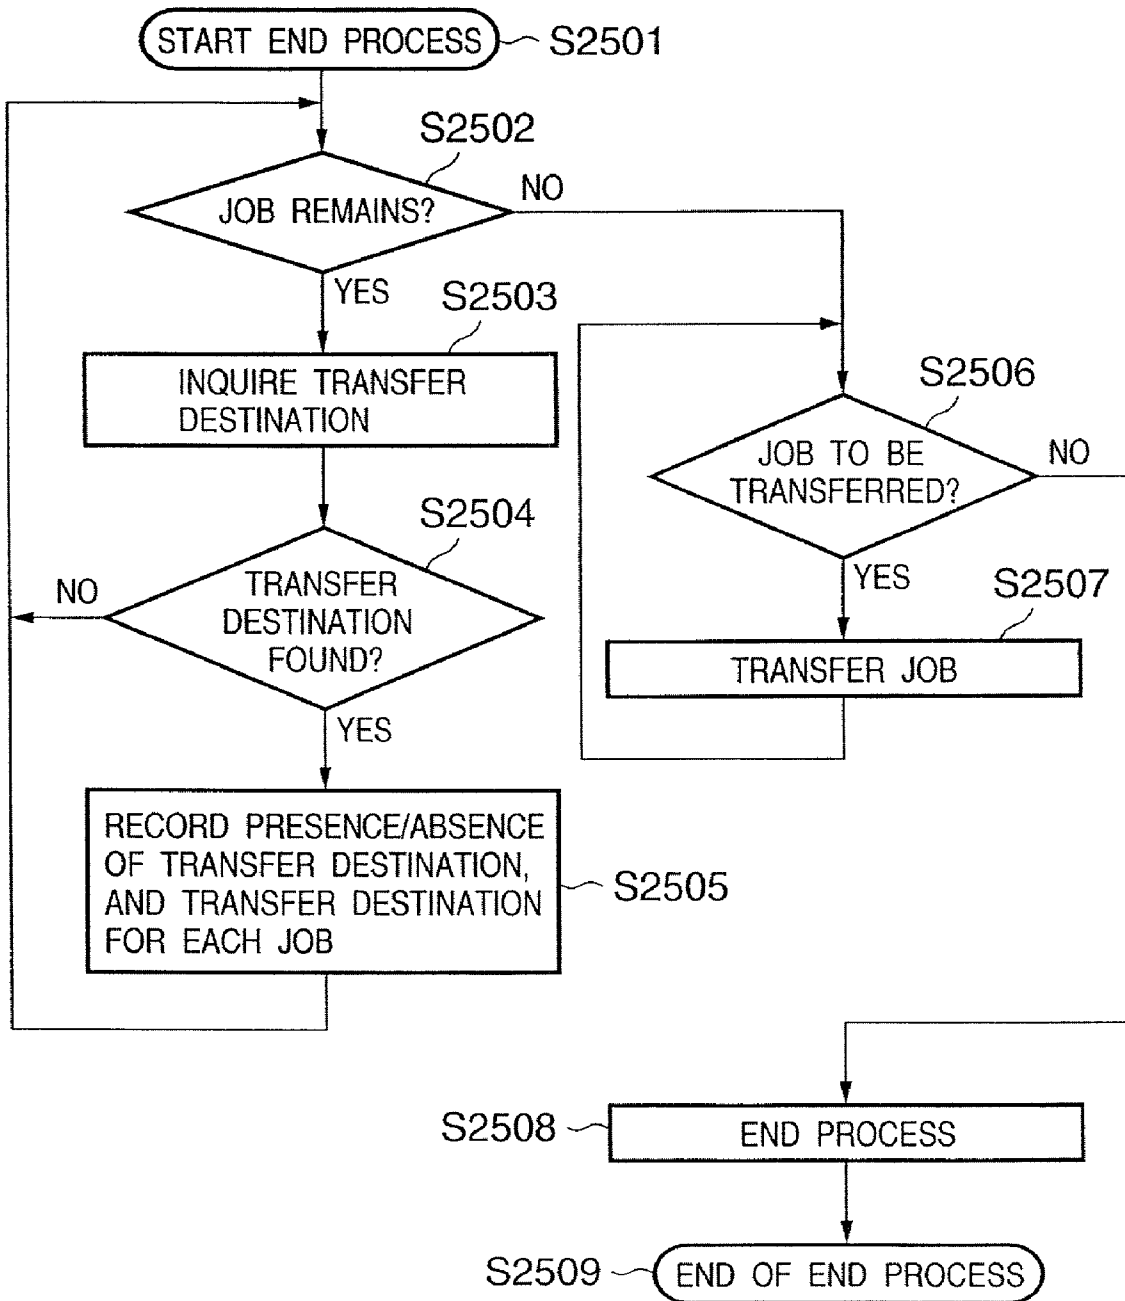 START END PROCESS
S2501
S2502
JOB REMAINS?
NO
YES
S2503
INQUIRE TRANSFER
DESTINATION
S2504
TRANSFER
DESTINATION
FOUND?
NO
YES
RECORD PRESENCE/ABSENCE
OF TRANSFER DESTINATION,
AND TRANSFER DESTINATION
FOR EACH JOB
S2505
S2506
JOB TO BE
TRANSFERRED?
NO
YES
S2507
TRANSFER JOB
S2508
END PROCESS
S2509
END OF END PROCESS